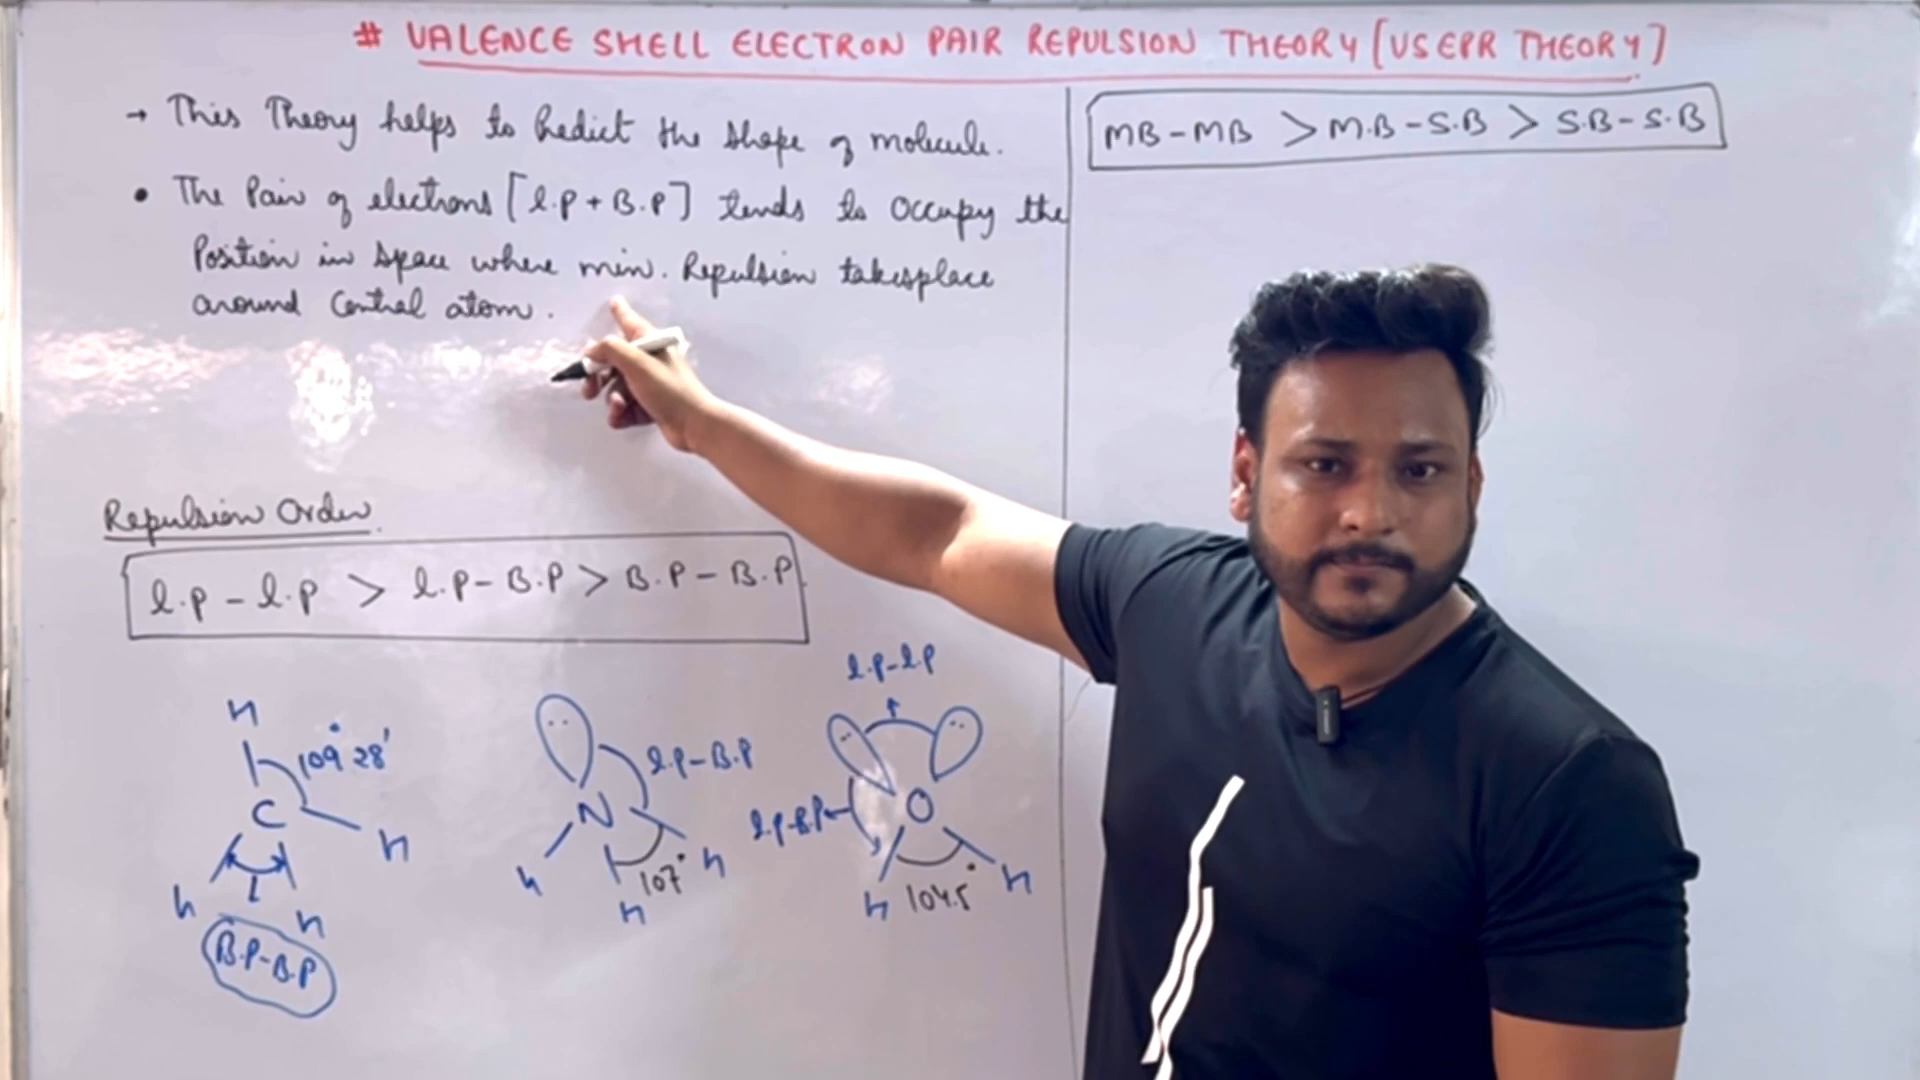 # VALENCE SHELL ELECTRON PAIR REPULSION THEORY [VSEPR THEORY]
→ This Theory helps to Predict the shape of molecule.
• The Pair of electrons [l.p + B.P] tends to occupy the
Position in space where min. Repulsion takesplace
around Central atom.
Repulsion Order
l.p - l.p > l.p - B.P > B.P - B.P
H
109°28'
C
H
H
H
B.P-B.P
l.p-B.P
N
H
H
107°
H
l.p-l.p
l.p-B.P
O
H
104.5°
H
MB - MB > M.B - S.B > S.B - S.B